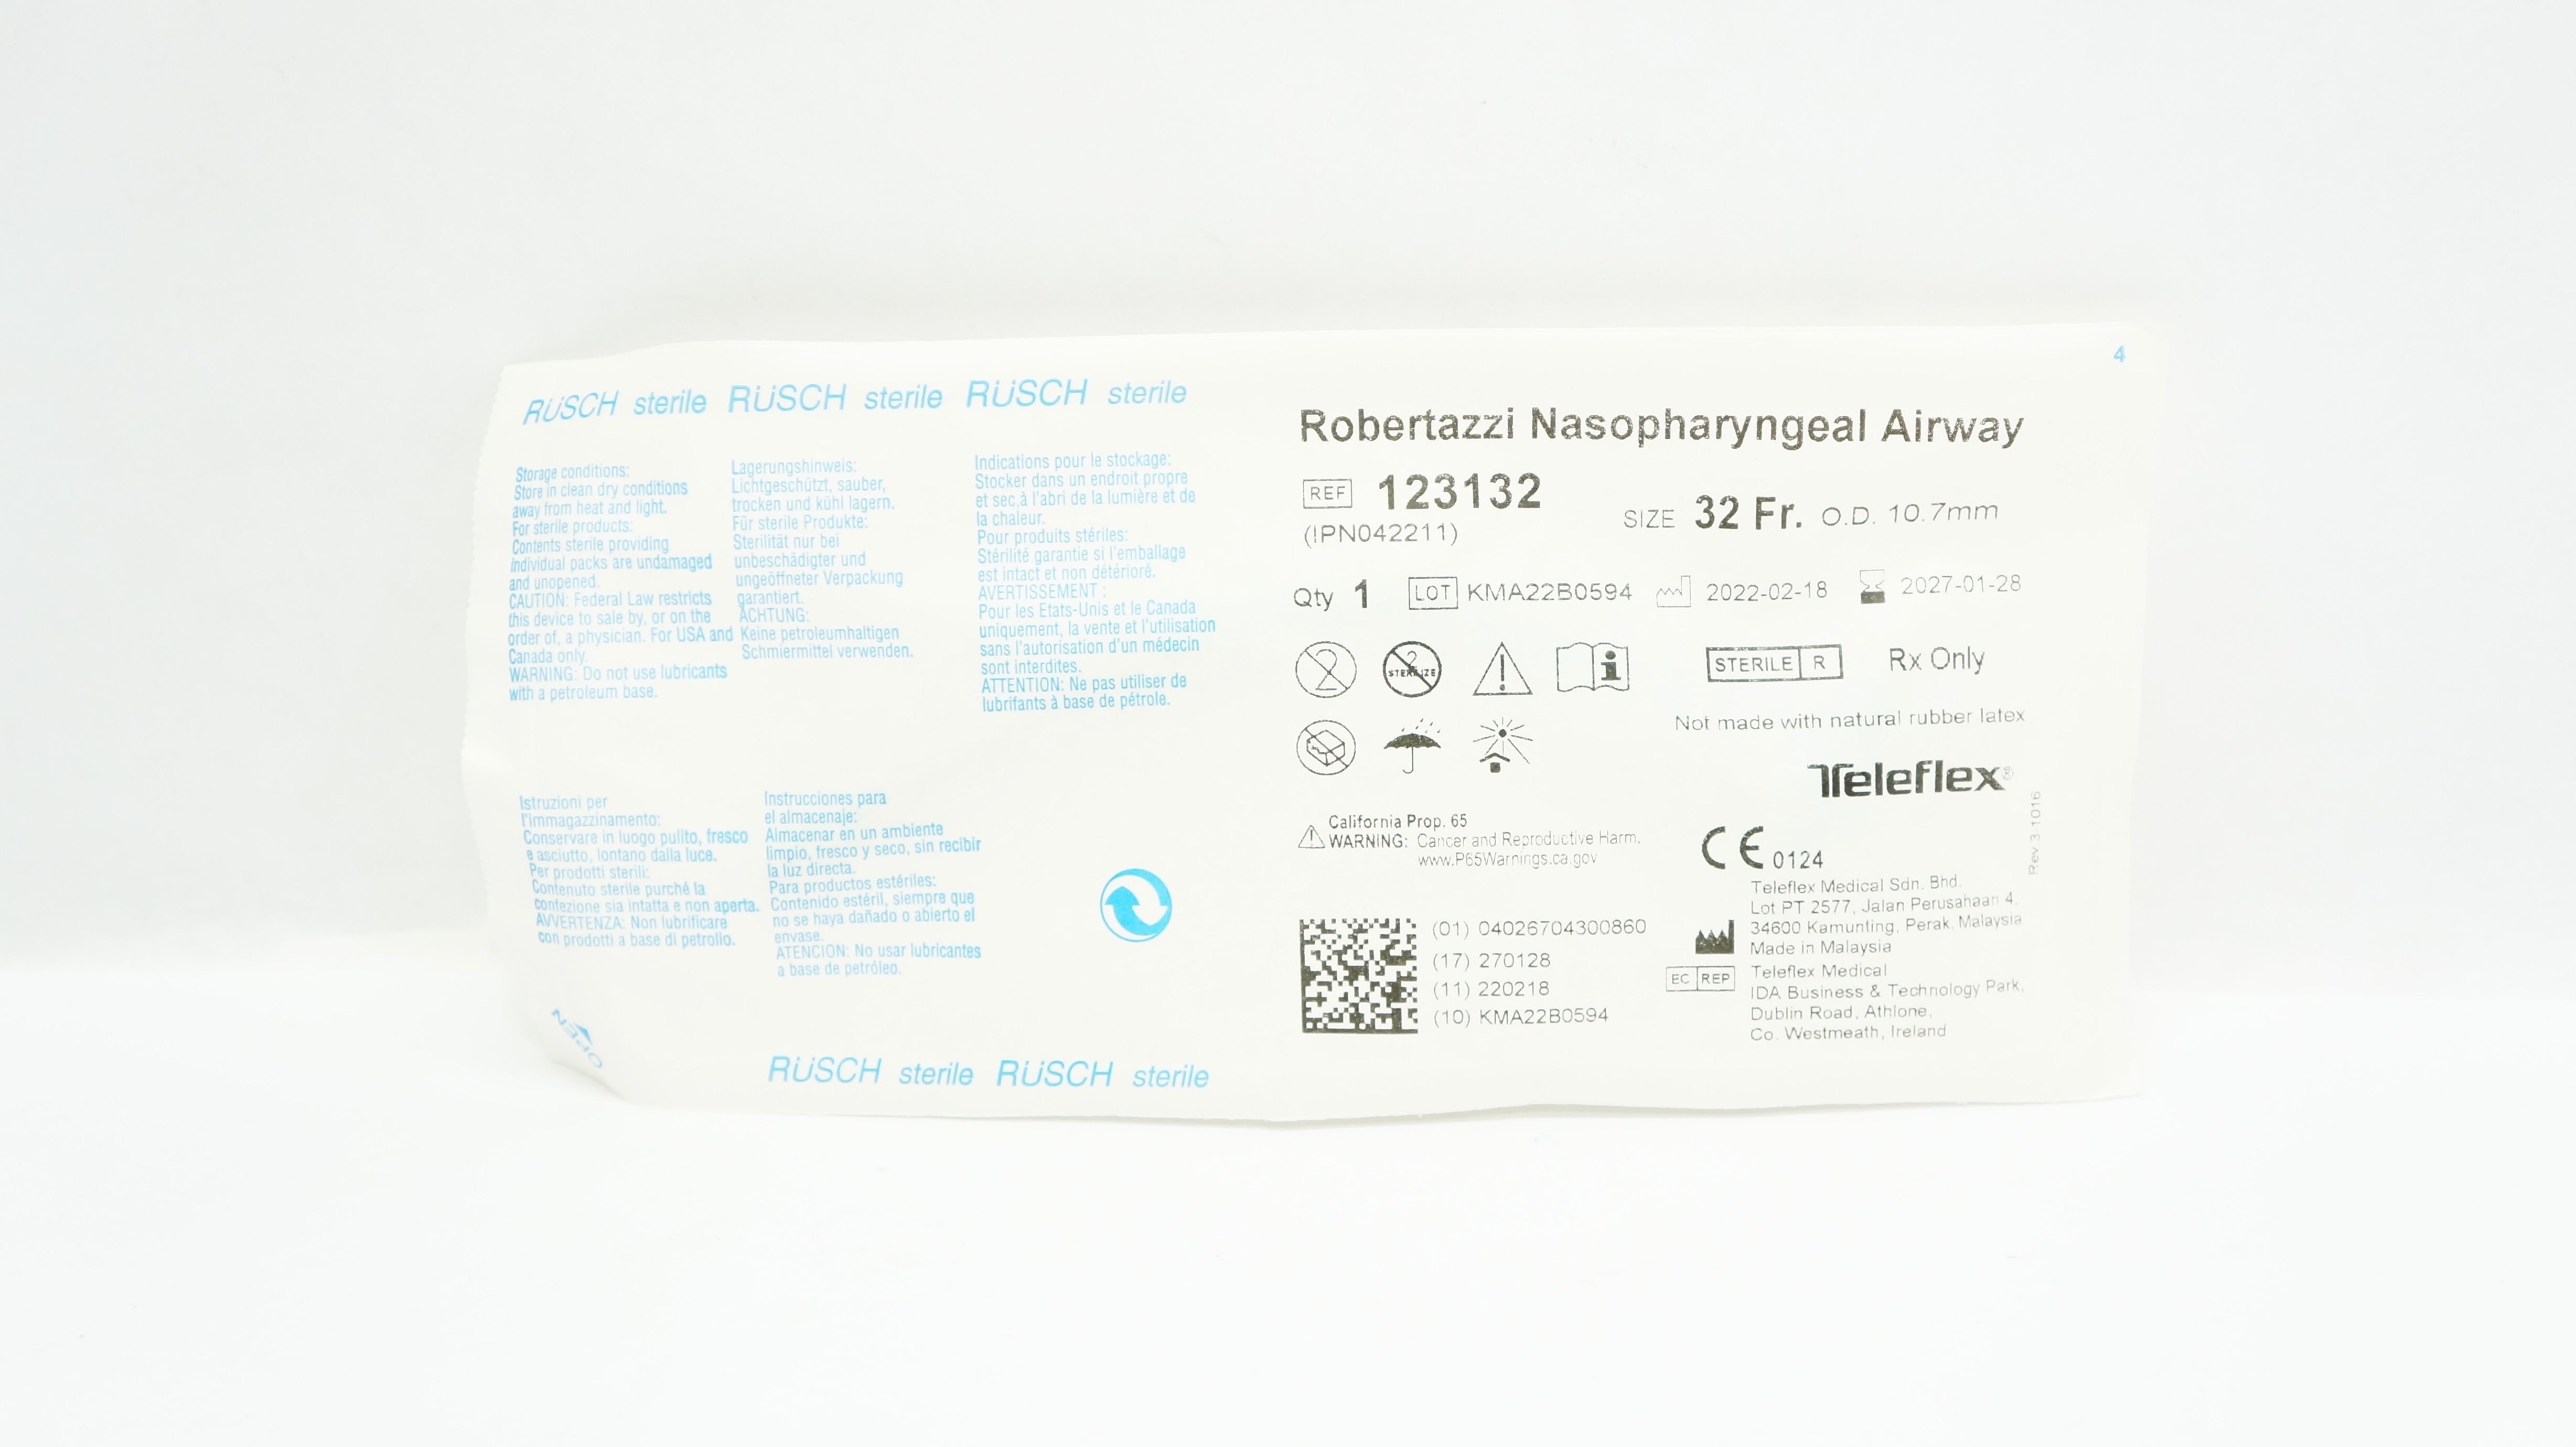 4
RÜSCH sterile RÜSCH sterile RÜSCH sterile
Storage conditions:
Store in clean dry conditions
away from heat and light.
For sterile products:
Contents sterile providing
individual packs are undamaged
and unopened.
CAUTION: Federal Law restricts
this device to sale by, or on the
order of, a physician. For USA and
Canada only.
WARNING: Do not use lubricants
with a petroleum base.
Lagerungshinweis:
Lichtgeschützt, sauber,
trocken und kühl lagern.
Für sterile Produkte:
Sterilität nur bei
unbeschädigter und
ungeöffneter Verpackung
garantiert.
ACHTUNG:
Keine petroleumhaltigen
Schmiermittel verwenden.
Indications pour le stockage:
Stocker dans un endroit propre
et sec,à l'abri de la lumière et de
la chaleur.
Pour produits stériles:
Stérilité garantie si l'emballage
est intact et non détérioré.
AVERTISSEMENT :
Pour les Etats-Unis et le Canada
uniquement, la vente et l'utilisation
sans l'autorisation d'un médecin
sont interdites.
ATTENTION: Ne pas utiliser de
lubrifants à base de pétrole.
Istruzioni per
l'immagazzinamento:
Conservare in luogo pulito, fresco
e asciutto, lontano dalla luce.
Per prodotti sterili:
Contenuto sterile purché la
confezione sia intatta e non aperta.
AVVERTENZA: Non lubrificare
con prodotti a base di petrolio.
Instrucciones para
el almacenaje:
Almacenar en un ambiente
limpio, fresco y seco, sin recibir
la luz directa.
Para productos estériles:
Contenido estéril, siempre que
no se haya dañado o abierto el
envase.
ATENCION: No usar lubricantes
a base de petróleo.
OPEN
RÜSCH sterile RÜSCH sterile
Robertazzi Nasopharyngeal Airway
REF 123132
(IPN042211)
SIZE 32 Fr. O.D. 10.7mm
Qty 1 LOT KMA22B0594 2022-02-18 2027-01-28
2 2 STERILIZE ! i STERILE R Rx Only
Not made with natural rubber latex
Teleflex®
California Prop. 65
! WARNING: Cancer and Reproductive Harm.
www.P65Warnings.ca.gov
CE 0124
Rev 3 1016
(01) 04026704300860
(17) 270128
(11) 220218
(10) KMA22B0594
Teleflex Medical Sdn. Bhd.
Lot PT 2577, Jalan Perusahaan 4,
34600 Kamunting, Perak, Malaysia
Made in Malaysia
EC REP Teleflex Medical
IDA Business & Technology Park,
Dublin Road, Athlone,
Co. Westmeath, Ireland